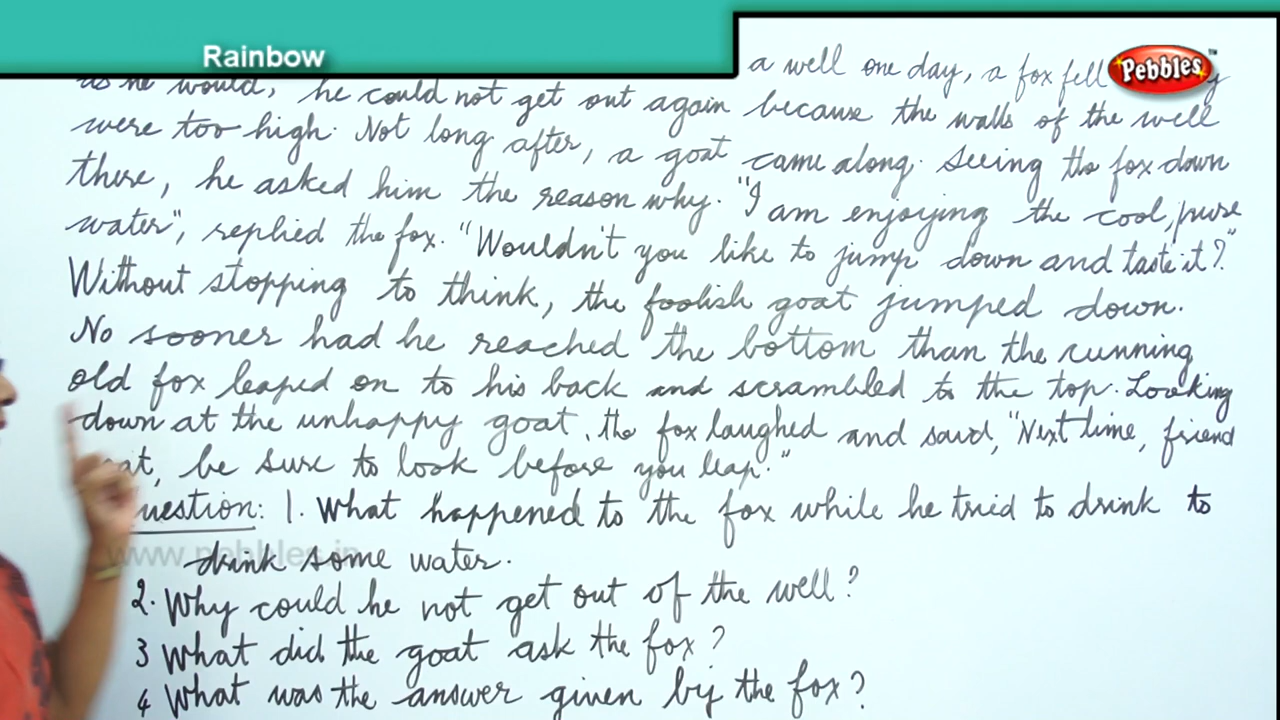 Rainbow
Pebbles
a well one day, a fox fell
as he would, he could not get out again because the walls of the well
were too high. Not long after, a goat came along. Seeing the fox down
there, he asked him the reason why. "I am enjoying the cool, pure
water", replied the fox. "Wouldn't you like to jump down and taste it?"
Without stopping to think, the foolish goat jumped down.
No sooner had he reached the bottom than the cunning
old fox leaped on to his back and scrambled to the top. Looking
down at the unhappy goat, the fox laughed and said, "Next time, friend
be sure to look before you leap."
uestion: 1. What happened to the fox while he tried to drink to
drink some water.
www.pebbles.in
2. Why could he not get out of the well?
3 What did the goat ask the fox?
4 What was the answer given by the fox?